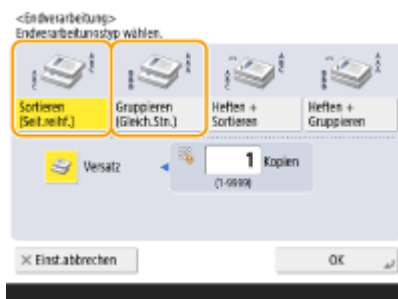 <Endverarbeitung>
Endverarbeitungstyp wählen.
Sortieren
(Seit.reihf.)
Gruppieren
(Gleich.Stn.)
Heften +
Sortieren
Heften +
Gruppieren
Versatz
1 Kopien
(1-9999)
× Einst.abbrechen
OK